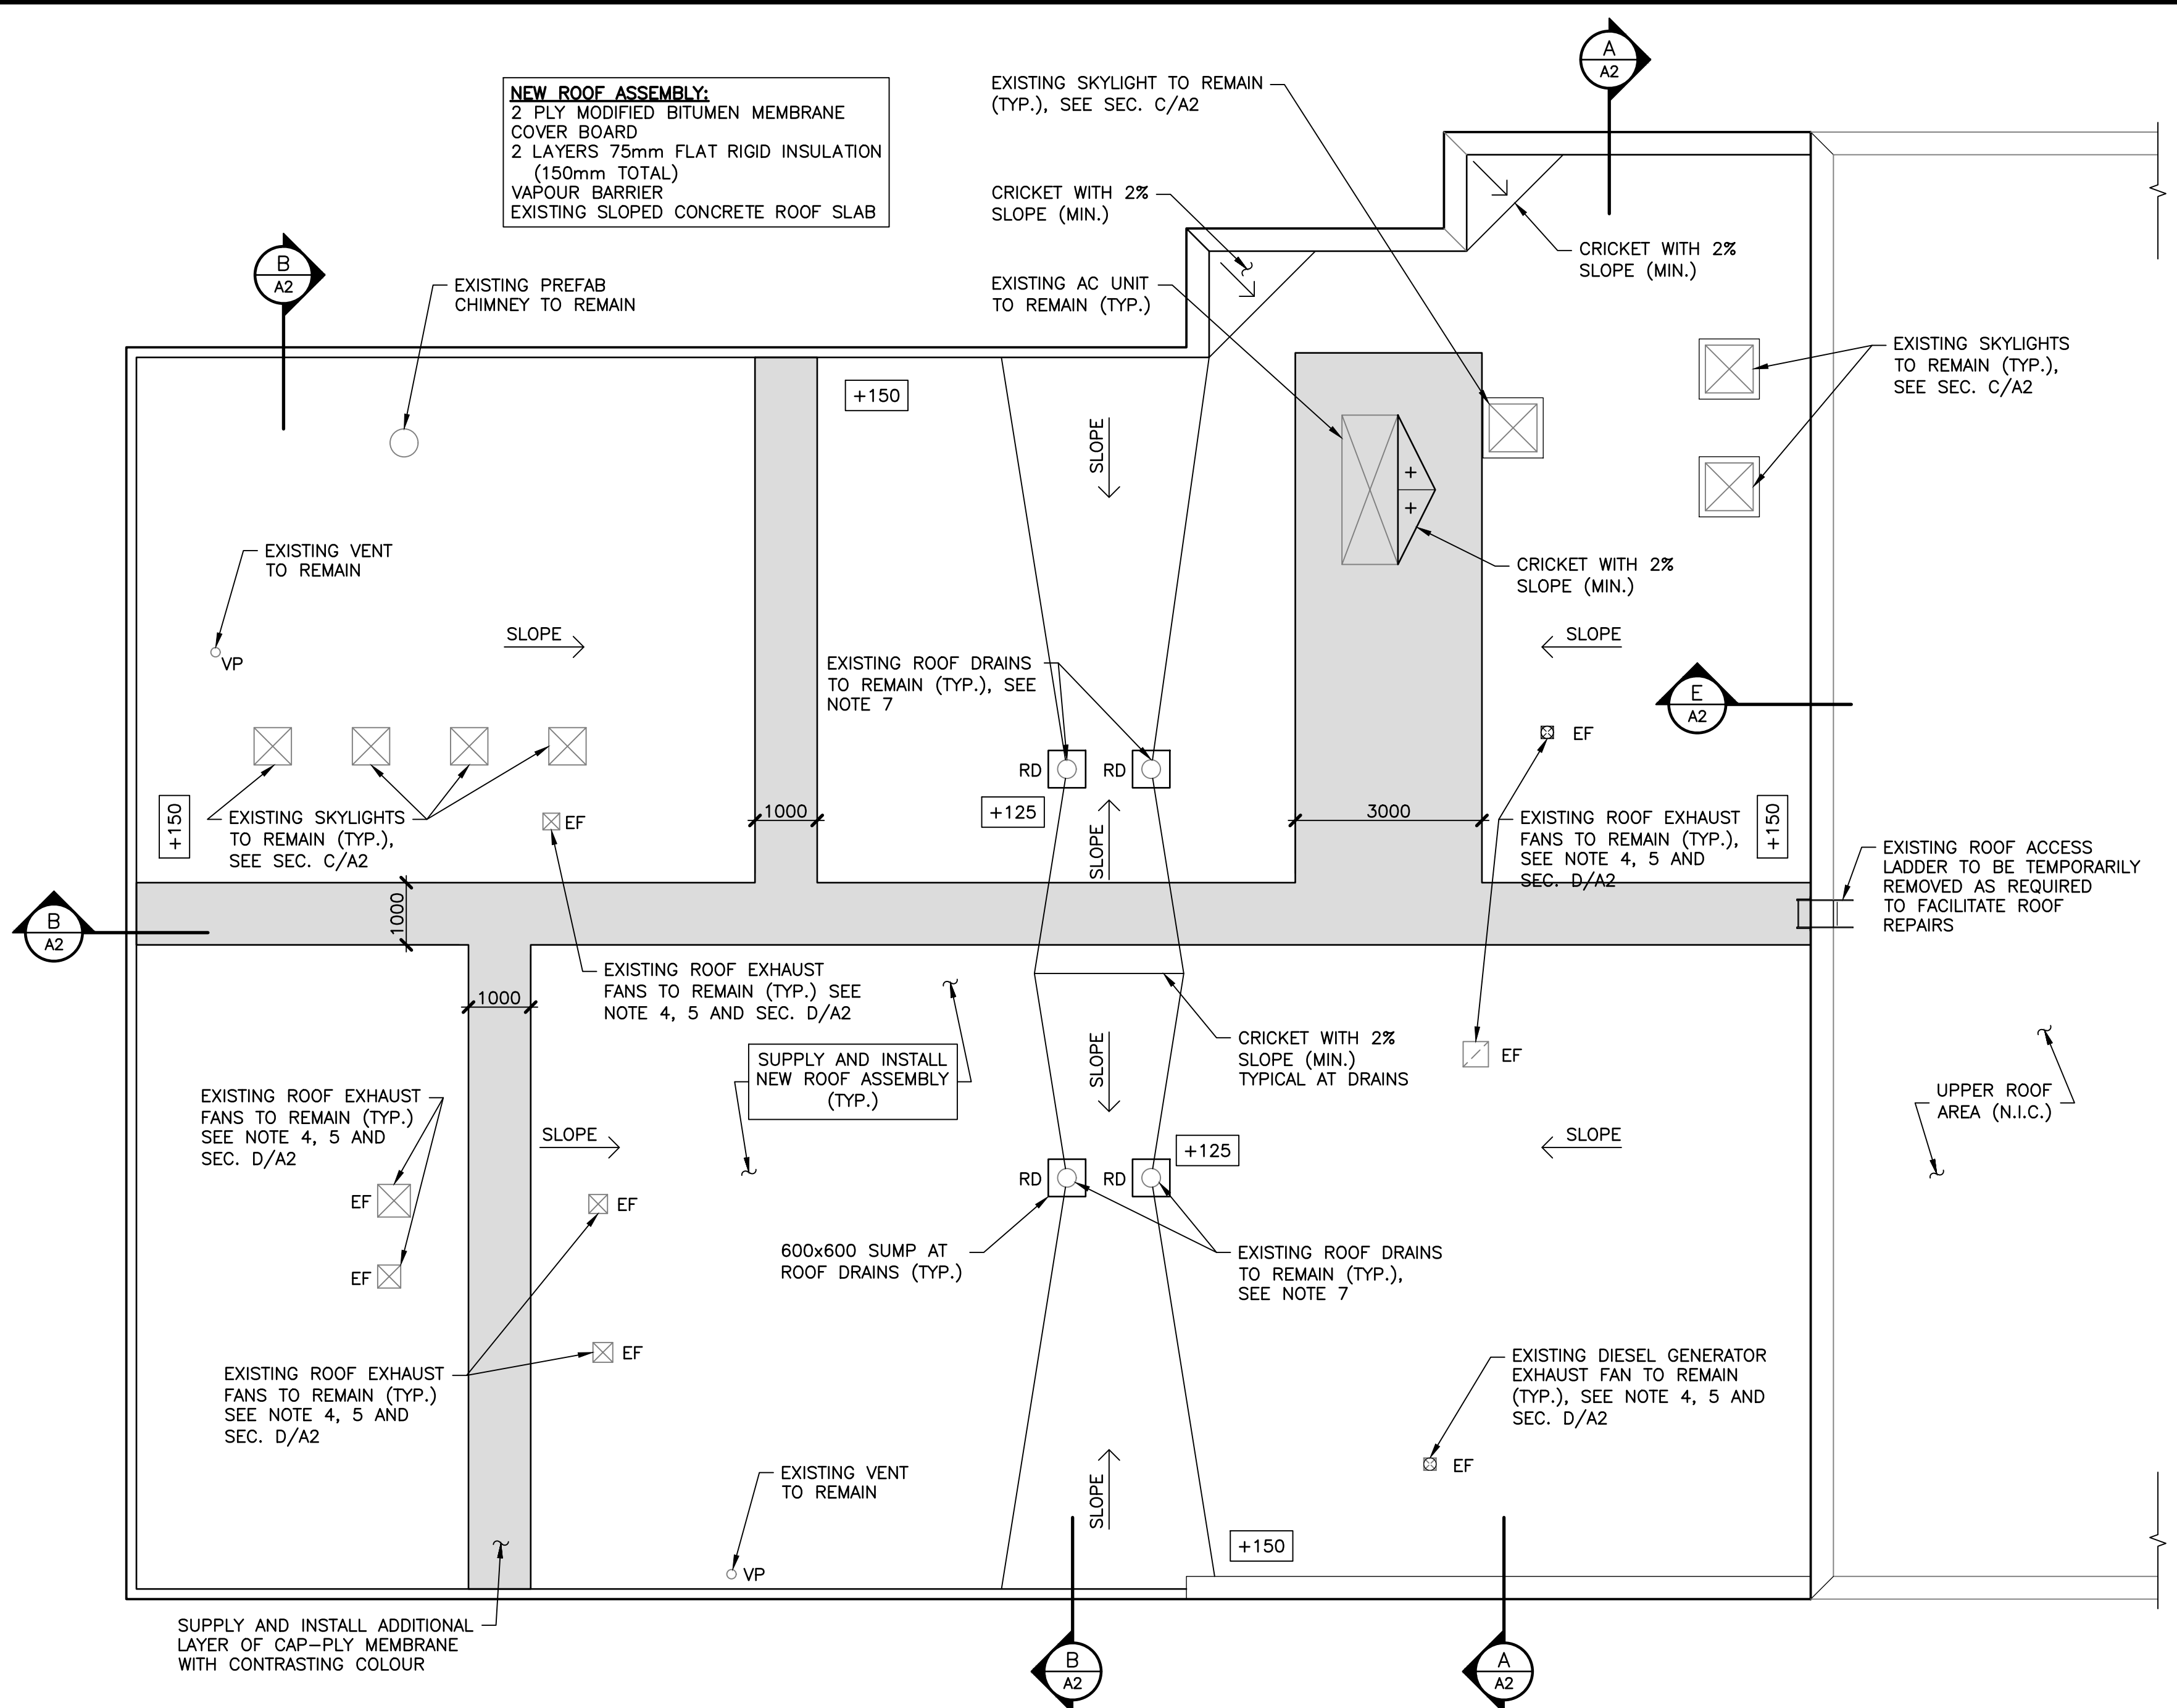 A
A2
NEW ROOF ASSEMBLY:
2 PLY MODIFIED BITUMEN MEMBRANE
COVER BOARD
2 LAYERS 75mm FLAT RIGID INSULATION
(150mm TOTAL)
VAPOUR BARRIER
EXISTING SLOPED CONCRETE ROOF SLAB
EXISTING SKYLIGHT TO REMAIN
(TYP.), SEE SEC. C/A2
CRICKET WITH 2%
SLOPE (MIN.)
CRICKET WITH 2%
SLOPE (MIN.)
B
A2
EXISTING PREFAB
CHIMNEY TO REMAIN
EXISTING AC UNIT
TO REMAIN (TYP.)
EXISTING SKYLIGHTS
TO REMAIN (TYP.),
SEE SEC. C/A2
+150
SLOPE
+
+
EXISTING VENT
TO REMAIN
CRICKET WITH 2%
SLOPE (MIN.)
VP
SLOPE
SLOPE
EXISTING ROOF DRAINS
TO REMAIN (TYP.), SEE
NOTE 7
E
A2
EF
RD
RD
+150
EXISTING SKYLIGHTS
TO REMAIN (TYP.),
SEE SEC. C/A2
EF
1000
+125
SLOPE
3000
EXISTING ROOF EXHAUST
FANS TO REMAIN (TYP.),
SEE NOTE 4, 5 AND
SEC. D/A2
+150
EXISTING ROOF ACCESS
LADDER TO BE TEMPORARILY
REMOVED AS REQUIRED
TO FACILITATE ROOF
REPAIRS
B
A2
1000
1000
EXISTING ROOF EXHAUST
FANS TO REMAIN (TYP.) SEE
NOTE 4, 5 AND SEC. D/A2
SUPPLY AND INSTALL
NEW ROOF ASSEMBLY
(TYP.)
SLOPE
CRICKET WITH 2%
SLOPE (MIN.)
TYPICAL AT DRAINS
EF
UPPER ROOF
AREA (N.I.C.)
EXISTING ROOF EXHAUST
FANS TO REMAIN (TYP.)
SEE NOTE 4, 5 AND
SEC. D/A2
SLOPE
+125
SLOPE
RD
RD
EF
EF
EF
600x600 SUMP AT
ROOF DRAINS (TYP.)
EXISTING ROOF DRAINS
TO REMAIN (TYP.),
SEE NOTE 7
EF
EXISTING ROOF EXHAUST
FANS TO REMAIN (TYP.)
SEE NOTE 4, 5 AND
SEC. D/A2
EXISTING DIESEL GENERATOR
EXHAUST FAN TO REMAIN
(TYP.), SEE NOTE 4, 5 AND
SEC. D/A2
EF
EXISTING VENT
TO REMAIN
SLOPE
+150
VP
SUPPLY AND INSTALL ADDITIONAL
LAYER OF CAP-PLY MEMBRANE
WITH CONTRASTING COLOUR
B
A2
A
A2